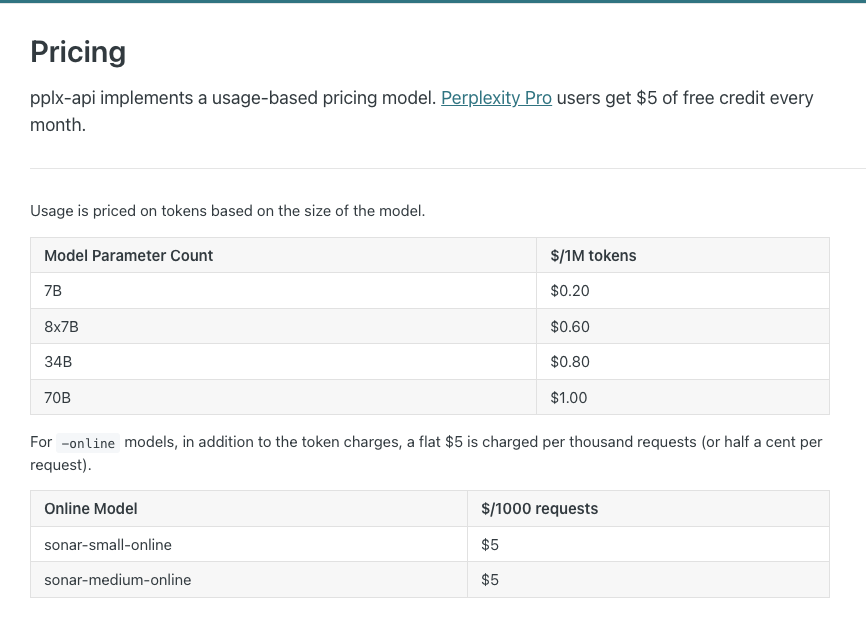 Pricing
pplx-api implements a usage-based pricing model. Perplexity Pro users get $5 of free credit every
month.
Usage is priced on tokens based on the size of the model.
Model Parameter Count $/1M tokens
7B $0.20
8x7B $0.60
34B $0.80
70B $1.00
For -online models, in addition to the token charges, a flat $5 is charged per thousand requests (or half a cent per
request).
Online Model $/1000 requests
sonar-small-online $5
sonar-medium-online $5